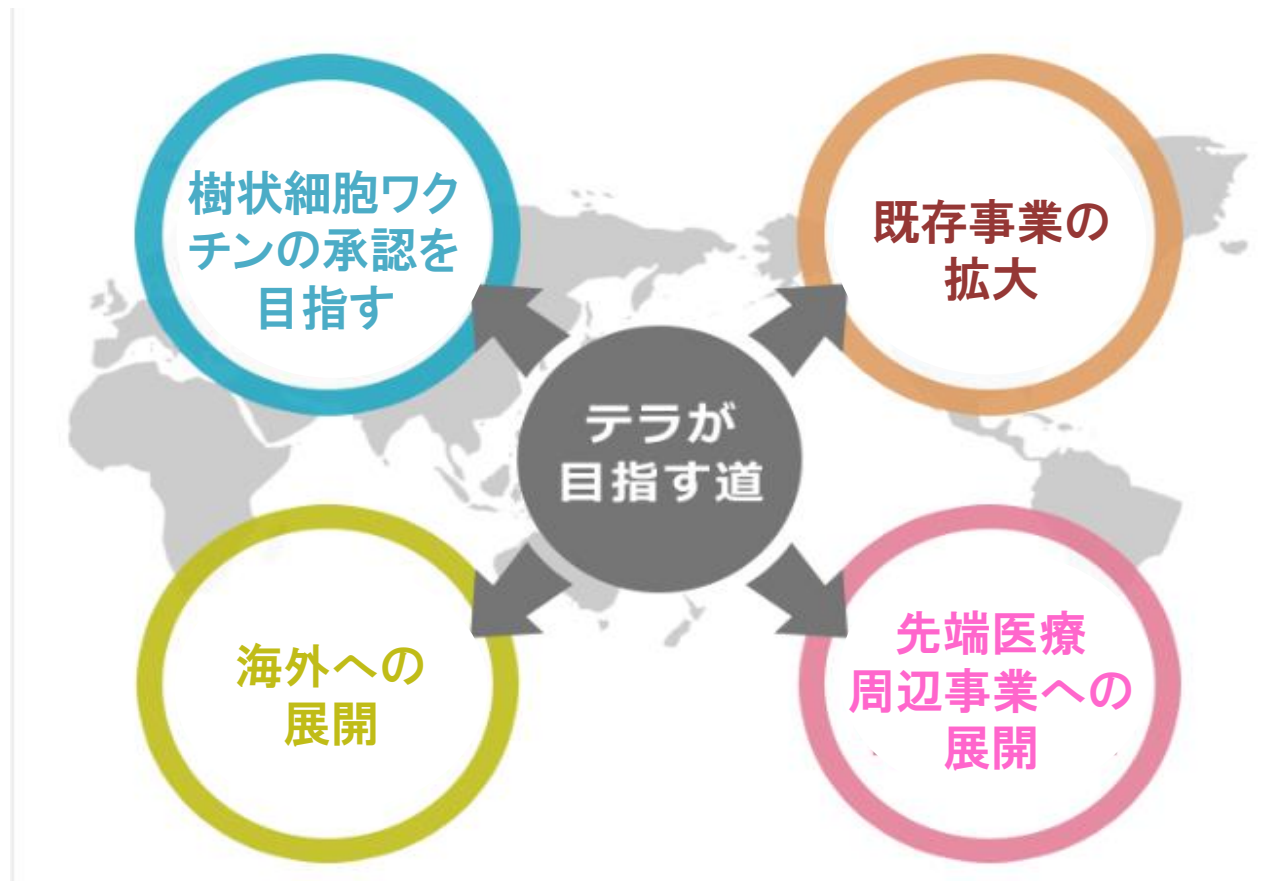 樹状細胞ワク
チンの承認を
目指す
既存事業の
拡大
テラが
目指す道
海外への
展開
先端医療
周辺事業への
展開